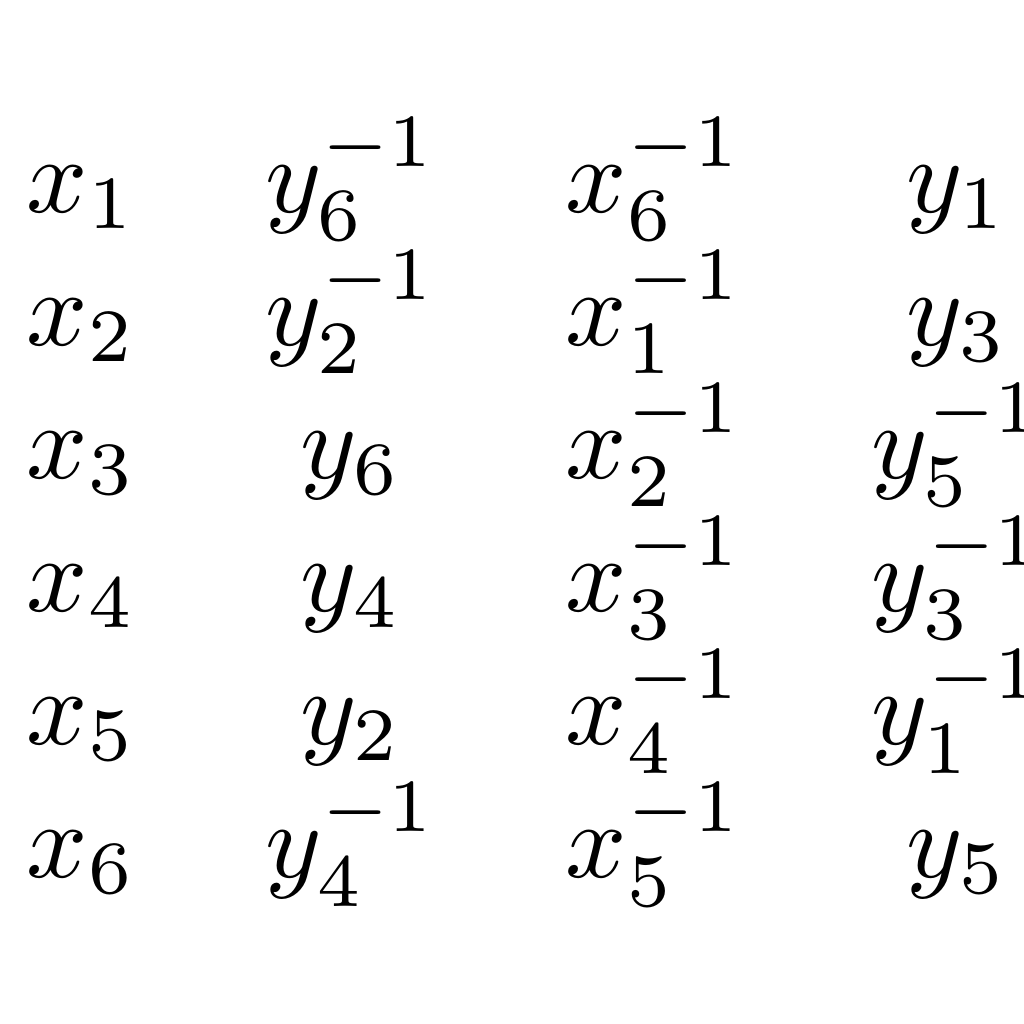 x_1 y_6^{-1} x_6^{-1} y_1
x_2 y_2^{-1} x_1^{-1} y_3
x_3 y_6 x_2^{-1} y_5^{-1}
x_4 y_4 x_3^{-1} y_3^{-1}
x_5 y_2 x_4^{-1} y_1^{-1}
x_6 y_4^{-1} x_5^{-1} y_5